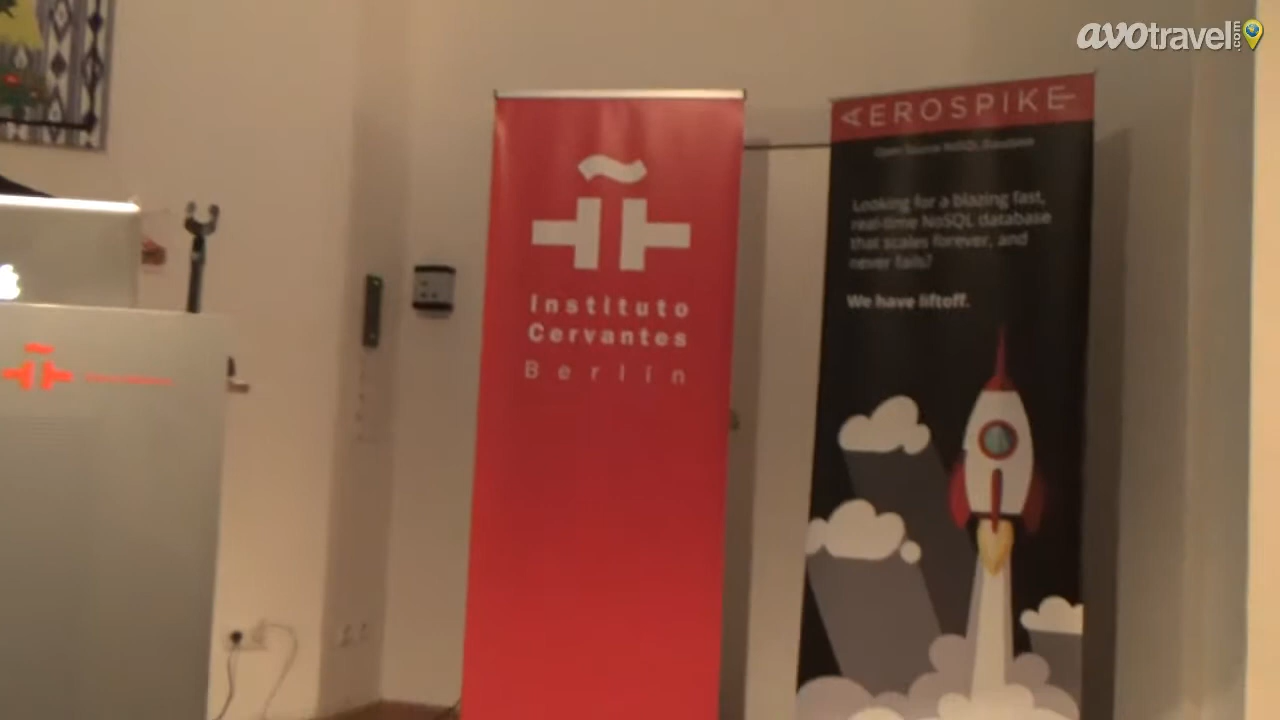 avotravel.com
AEROSPIKE
Open Source NoSQL Database
Looking for a blazing fast,
real-time NoSQL database
that scales forever, and
never fails?
We have liftoff.
Instituto
Cervantes
Berlin